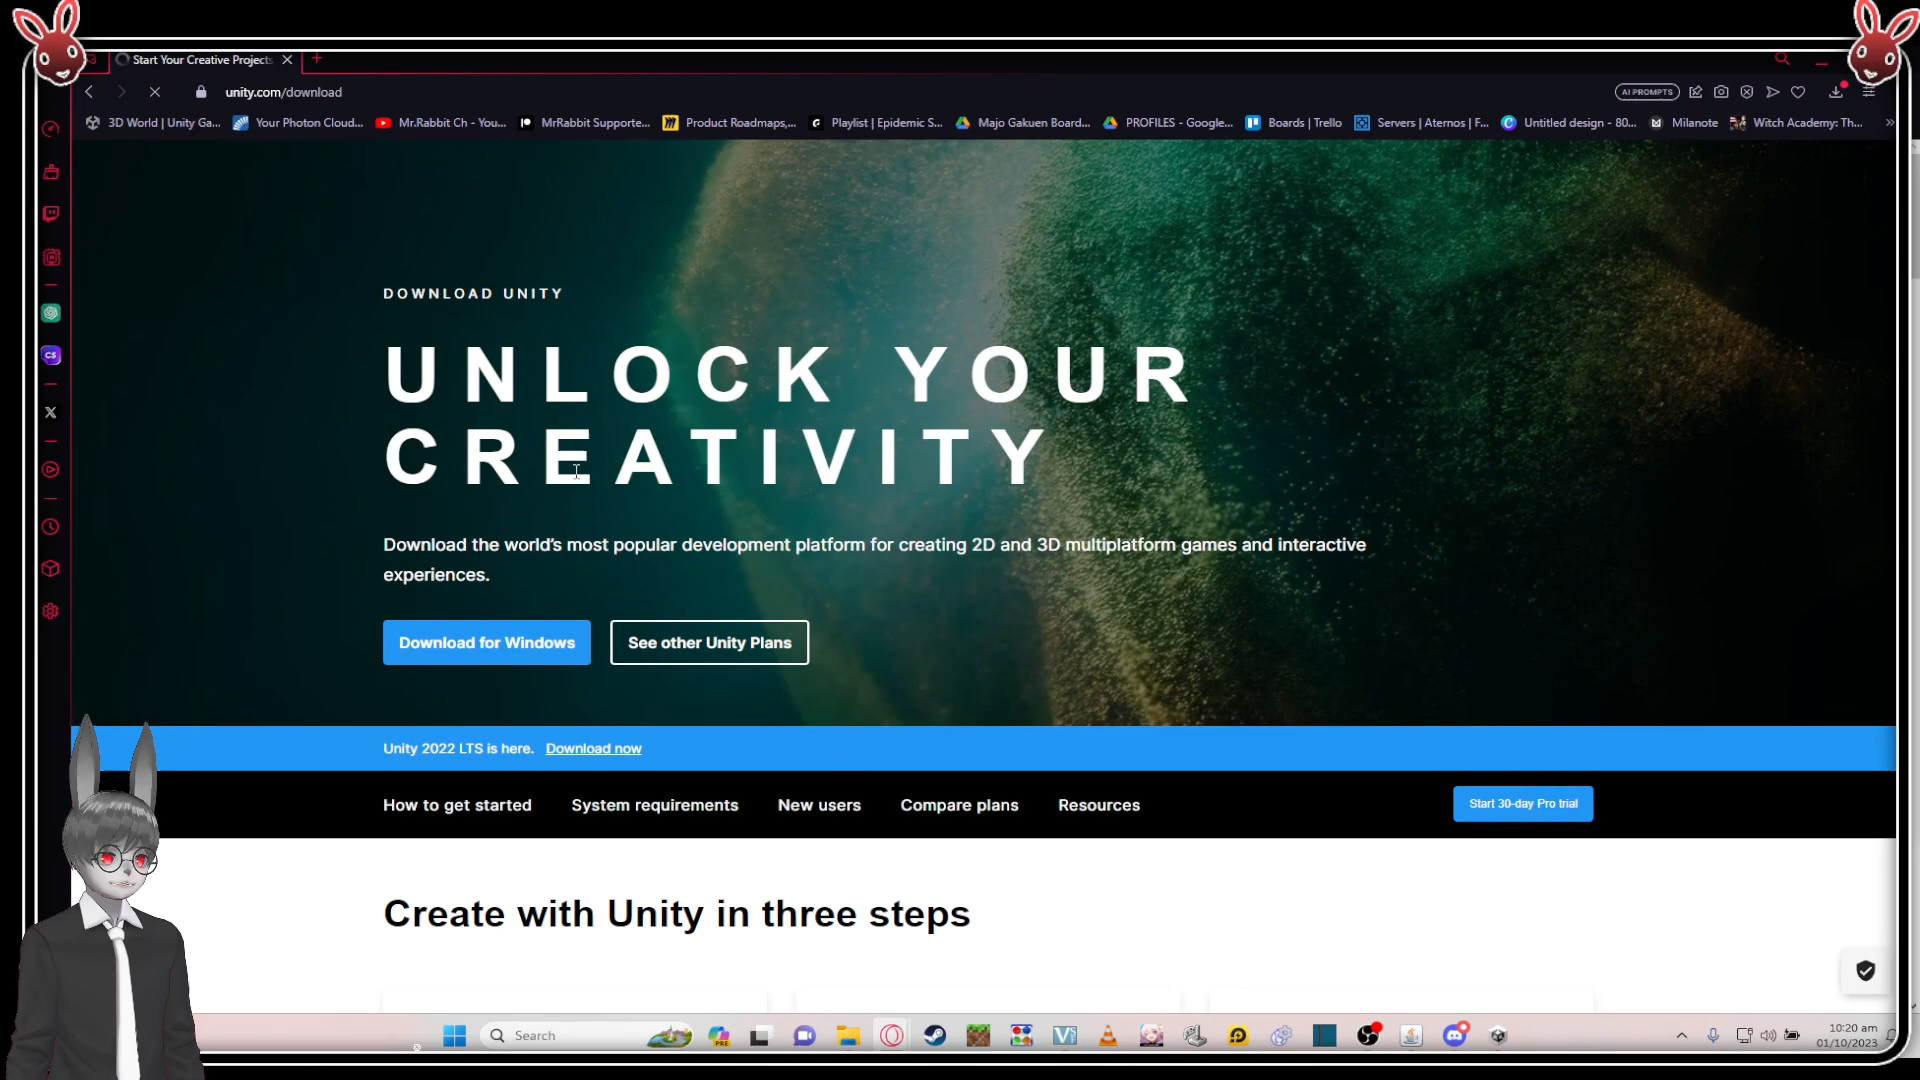 Start Your Creative Projects
unity.com/download
AI PROMPTS
3D World | Unity Ga...
Your Photon Cloud...
Mr.Rabbit Ch - You...
MrRabbit Supporte...
Product Roadmaps,...
Playlist | Epidemic S...
Majo Gakuen Board...
PROFILES - Google...
Boards | Trello
Servers | Aternos | F...
Untitled design - 80...
Milanote
Witch Academy: Th...
DOWNLOAD UNITY
UNLOCK YOUR
CREATIVITY
Download the world's most popular development platform for creating 2D and 3D multiplatform games and interactive
experiences.
Download for Windows
See other Unity Plans
Unity 2022 LTS is here. Download now
How to get started
System requirements
New users
Compare plans
Resources
Start 30-day Pro trial
Create with Unity in three steps
Search
PRE
10:20 am
01/10/2023